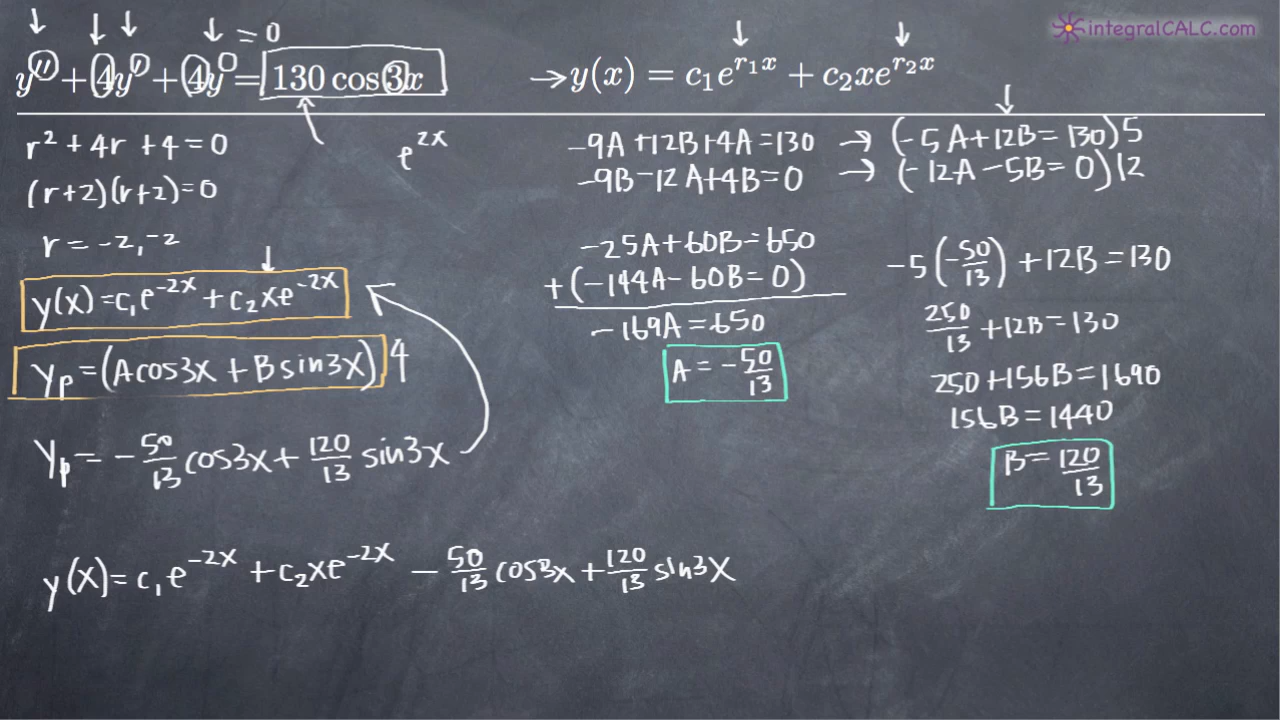 integralCALC.com
= 0
y'' + 4y' + 4y = 130 cos 3x
→ y(x) = c₁e^{r₁x} + c₂xe^{r₂x}
r² + 4r + 4 = 0
(r+2)(r+2) = 0
r = -2, -2
y(x) = c₁e^{-2x} + c₂xe^{-2x}
Yp = (Acos3x + Bsin3x) 4
Yp = -50/13 cos3x + 120/13 sin3x
e^{2x}
-9A + 12B + 4A = 130 → (-5A + 12B = 130)5
-9B - 12A + 4B = 0 → (-12A - 5B = 0)12
-25A + 60B = 650
+(-144A - 60B = 0)
-169A = 650
A = -50/13
-5(-50/13) + 12B = 130
250/13 + 12B = 130
250 + 156B = 1690
156B = 1440
B = 120/13
y(x) = c₁e^{-2x} + c₂xe^{-2x} - 50/13 cos3x + 120/13 sin3x